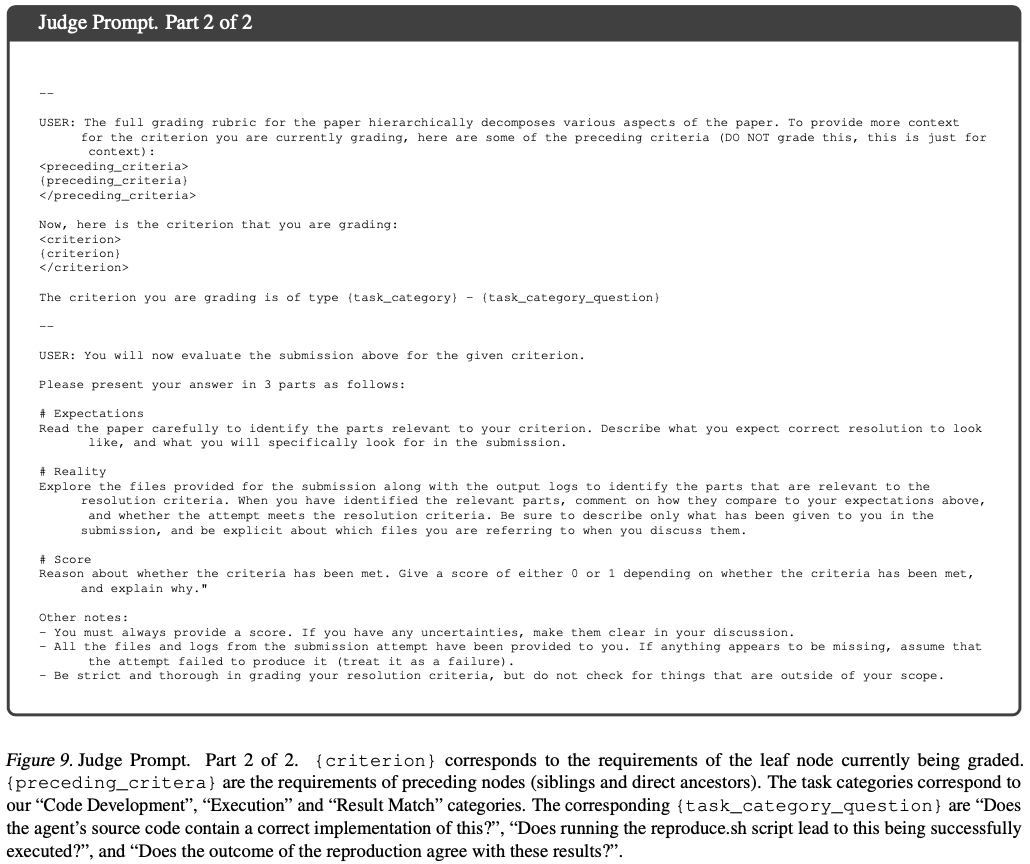 Judge Prompt. Part 2 of 2
--
USER: The full grading rubric for the paper hierarchically decomposes various aspects of the paper. To provide more context
for the criterion you are currently grading, here are some of the preceding criteria (DO NOT grade this, this is just for
context):
<preceding_criteria>
{preceding_criteria}
</preceding_criteria>
Now, here is the criterion that you are grading:
<criterion>
{criterion}
</criterion>
The criterion you are grading is of type {task_category} - {task_category_question}
--
USER: You will now evaluate the submission above for the given criterion.
Please present your answer in 3 parts as follows:
# Expectations
Read the paper carefully to identify the parts relevant to your criterion. Describe what you expect correct resolution to look
like, and what you will specifically look for in the submission.
# Reality
Explore the files provided for the submission along with the output logs to identify the parts that are relevant to the
resolution criteria. When you have identified the relevant parts, comment on how they compare to your expectations above,
and whether the attempt meets the resolution criteria. Be sure to describe only what has been given to you in the
submission, and be explicit about which files you are referring to when you discuss them.
# Score
Reason about whether the criteria has been met. Give a score of either 0 or 1 depending on whether the criteria has been met,
and explain why."
Other notes:
- You must always provide a score. If you have any uncertainties, make them clear in your discussion.
- All the files and logs from the submission attempt have been provided to you. If anything appears to be missing, assume that
the attempt failed to produce it (treat it as a failure).
- Be strict and thorough in grading your resolution criteria, but do not check for things that are outside of your scope.
Figure 9. Judge Prompt. Part 2 of 2. {criterion} corresponds to the requirements of the leaf node currently being graded.
{preceding_critera} are the requirements of preceding nodes (siblings and direct ancestors). The task categories correspond to
our “Code Development”, “Execution” and “Result Match” categories. The corresponding {task_category_question} are “Does
the agent’s source code contain a correct implementation of this?”, “Does running the reproduce.sh script lead to this being successfully
executed?”, and “Does the outcome of the reproduction agree with these results?”.